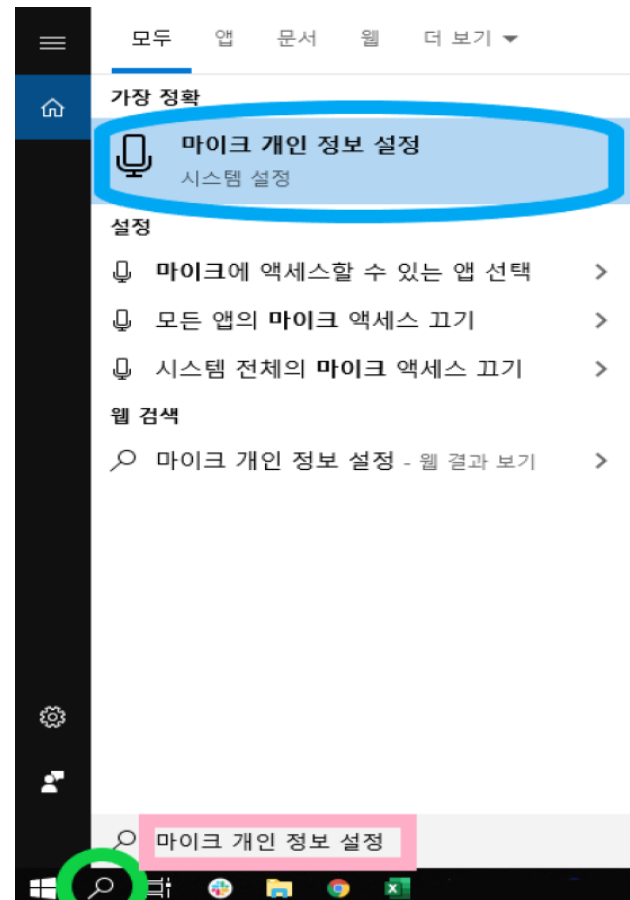 모두 앱 문서 웹 더 보기
가장 정확
마이크 개인 정보 설정
시스템 설정
설정
마이크에 액세스할 수 있는 앱 선택
모든 앱의 마이크 액세스 끄기
시스템 전체의 마이크 액세스 끄기
웹 검색
마이크 개인 정보 설정 - 웹 결과 보기
마이크 개인 정보 설정